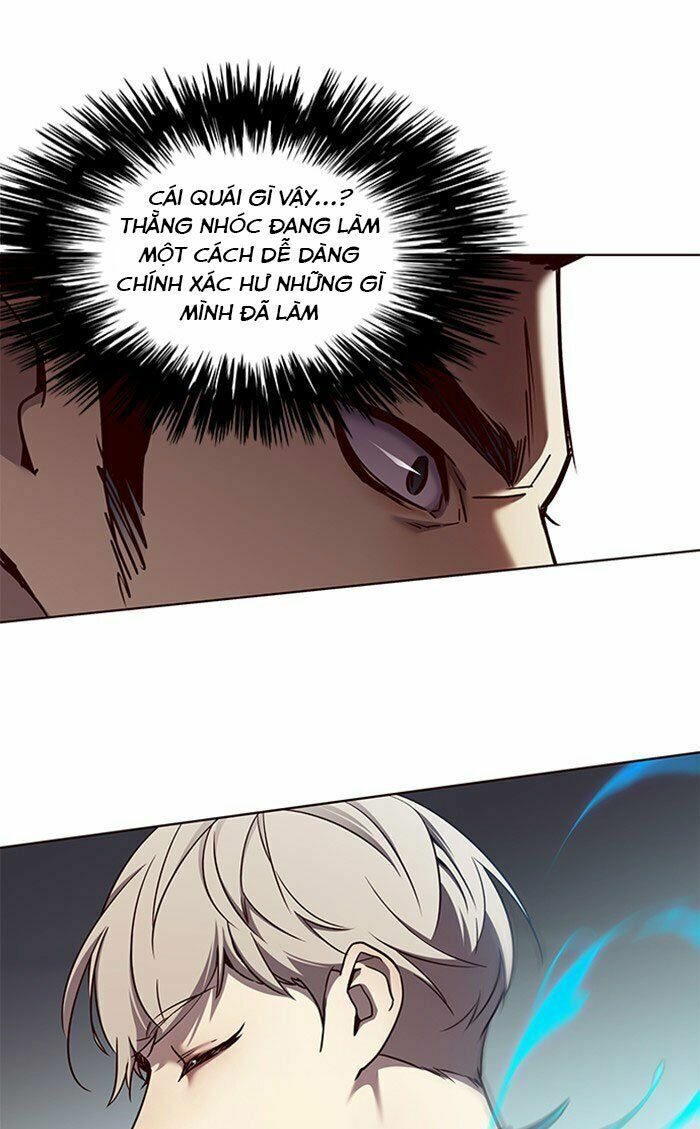 CÁI QUÁI GÌ VẬY...?
THẰNG NHÓC ĐANG LÀM
MỘT CÁCH DỄ DÀNG
CHÍNH XÁC HƯ NHỮNG GÌ
MÌNH ĐÃ LÀM